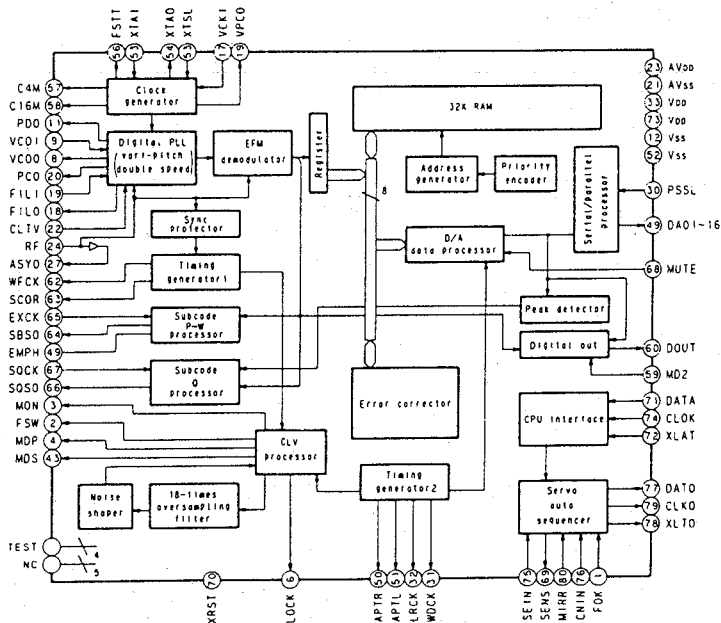 FSTT
XTAI
XTAO
XTSL
VCKI
VPCO
56
53
54
55
17
19
C4M 57
C16M 58
PDO 11
VCOI 9
VCOO 8
PCO 20
FILI 19
FILO 18
CLTV 22
RF 24
ASYO 27
WFCK 62
SCOR 63
EXCK 65
SBSO 64
EMPH 49
SQCK 67
SQSO 66
MON 3
FSW 2
MDP 4
MDS 43
TEST 4
NC 5
Clock
generator
Digital PLL
vari-pitch
double speed
EFM
demodulator
Register
Sync
protector
Timing
generator1
Subcode
P-W
processor
Subcode
Q
processor
CLV
processor
Noise
shaper
18-times
oversampling
filter
32K RAM
8
Address
generator
Priority
encoder
Serial/Parallel
processor
D/A
data processor
Peak detector
Digital out
Error corrector
CPU interface
Timing
generator2
Servo
auto
sequencer
23 AVDD
21 AVSS
33 VDD
73 VDD
12 VSS
52 VSS
30 PSSL
49 DA01~16
68 MUTE
60 DOUT
59 MD2
71 DATA
74 CLOK
72 XLAT
77 DATO
79 CLKO
78 XLTO
70
6
50
51
32
31
75
69
80
76
1
XRST
LOCK
APTR
APTL
LRCK
WDCK
SEIN
SENS
MIRR
CNIN
FOK